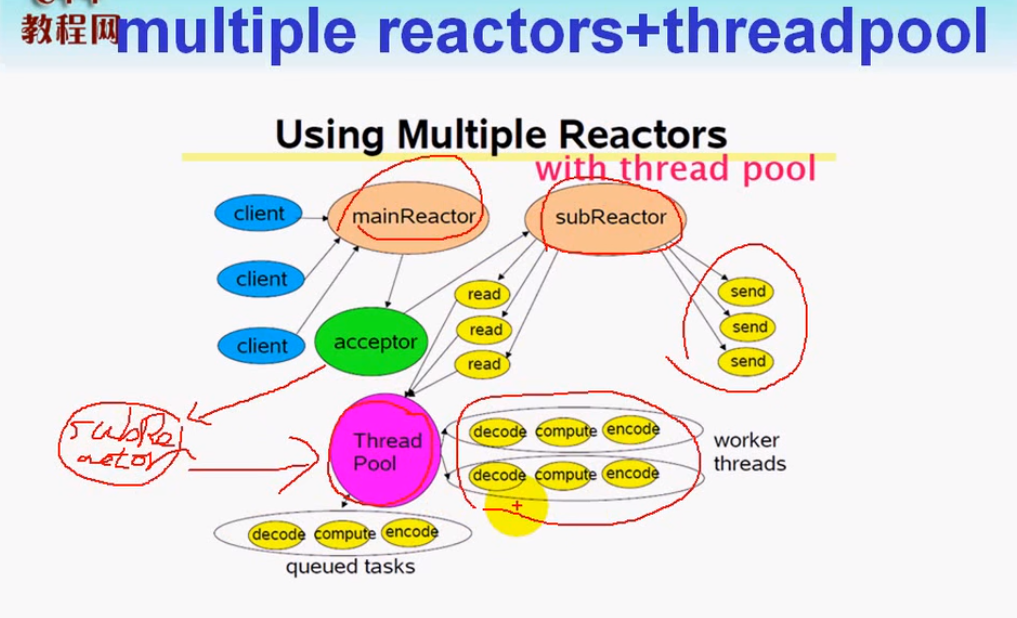 教程网
multiple reactors+threadpool
Using Multiple Reactors
with thread pool
client
mainReactor
subReactor
client
read
send
client
acceptor
read
send
read
send
subReactor
Thread
Pool
decode compute encode
decode compute encode
worker
threads
decode compute encode
queued tasks